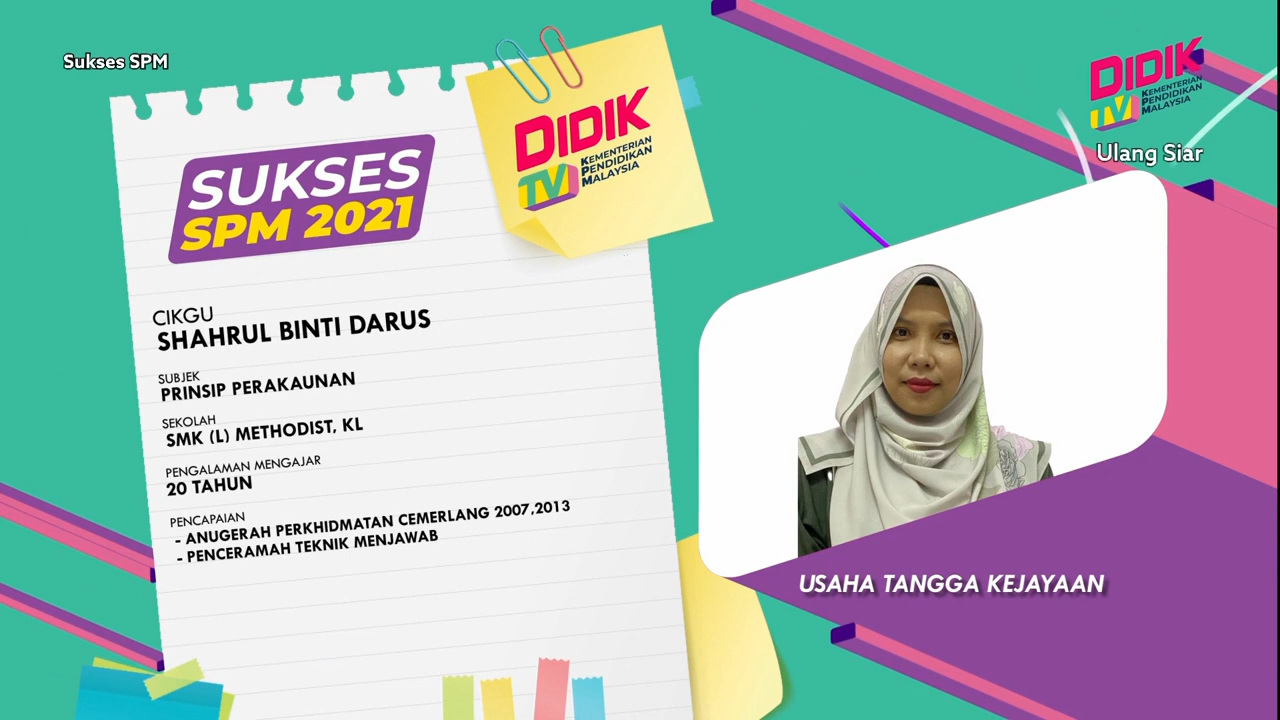 Sukses SPM
SUKSES
SPM 2021
DIDIK
TV
KEMENTERIAN
PENDIDIKAN
MALAYSIA
CIKGU
SHAHRUL BINTI DARUS
SUBJEK
PRINSIP PERAKAUNAN
SEKOLAH
SMK (L) METHODIST, KL
PENGALAMAN MENGAJAR
20 TAHUN
PENCAPAIAN
- ANUGERAH PERKHIDMATAN CEMERLANG 2007,2013
- PENCERAMAH TEKNIK MENJAWAB
DIDIK
TV
KEMENTERIAN
PENDIDIKAN
MALAYSIA
Ulang Siar
USAHA TANGGA KEJAYAAN